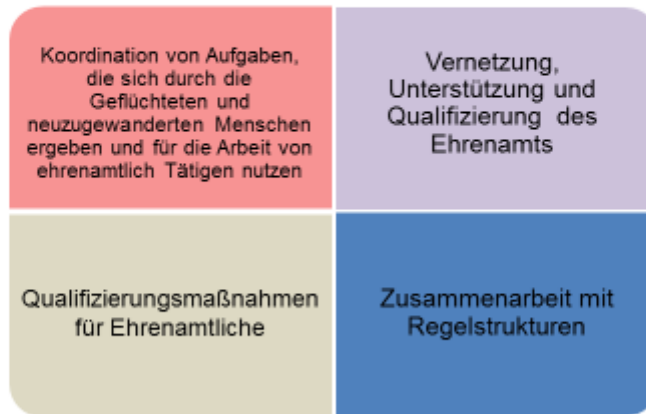 Koordination von Aufgaben,
die sich durch die
Geflüchteten und
neuzugewanderten Menschen
ergeben und für die Arbeit von
ehrenamtlich Tätigen nutzen
Vernetzung,
Unterstützung und
Qualifizierung des
Ehrenamts
Qualifizierungsmaßnahmen
für Ehrenamtliche
Zusammenarbeit mit
Regelstrukturen